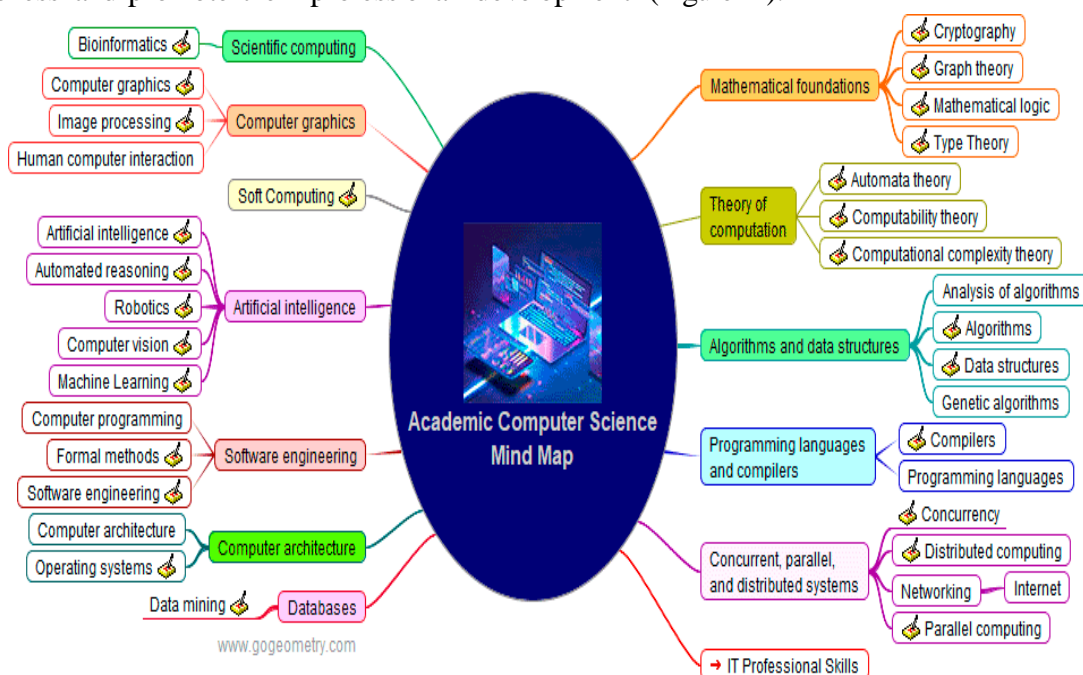 Bioinformatics
Scientific computing
Computer graphics
Image processing
Human computer interaction
Computer graphics
Soft Computing
Artificial intelligence
Automated reasoning
Robotics
Computer vision
Machine Learning
Artificial intelligence
Computer programming
Formal methods
Software engineering
Software engineering
Computer architecture
Operating systems
Computer architecture
Data mining
Databases
www.gogeometry.com
Academic Computer Science
Mind Map
Mathematical foundations
Cryptography
Graph theory
Mathematical logic
Type Theory
Theory of
computation
Automata theory
Computability theory
Computational complexity theory
Algorithms and data structures
Analysis of algorithms
Algorithms
Data structures
Genetic algorithms
Programming languages
and compilers
Compilers
Programming languages
Concurrent, parallel,
and distributed systems
Concurrency
Distributed computing
Networking
Internet
Parallel computing
IT Professional Skills